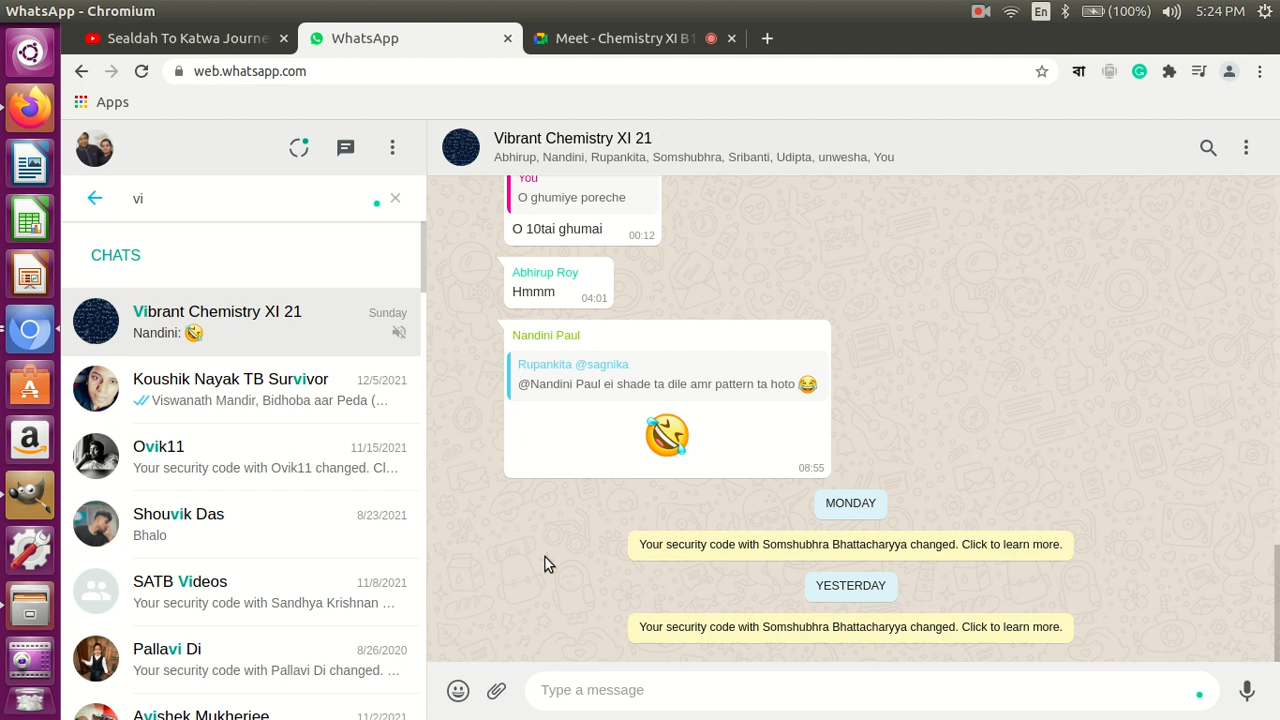 WhatsApp - Chromium
En
(100%)
5:24 PM
Sealdah To Katwa Journe
WhatsApp
Meet - Chemistry XI B1
web.whatsapp.com
বা
Apps
Vibrant Chemistry XI 21
Abhirup, Nandini, Rupankita, Somshubhra, Sribanti, Udipta, unwesha, You
vi
CHATS
Vibrant Chemistry XI 21
Sunday
Nandini: 🤣
Koushik Nayak TB Survivor
12/5/2021
Viswanath Mandir, Bidhoba aar Peda (…
Ovik11
11/15/2021
Your security code with Ovik11 changed. Cl…
Shouvik Das
8/23/2021
Bhalo
SATB Videos
11/8/2021
Your security code with Sandhya Krishnan …
Pallavi Di
8/26/2020
Your security code with Pallavi Di changed. …
Avishek Mukherjee
11/2/2021
You
O ghumiye poreche
O 10tai ghumai
00:12
Abhirup Roy
Hmmm
04:01
Nandini Paul
Rupankita @sagnika
@Nandini Paul ei shade ta dile amr pattern ta hoto 😂
🤣
08:55
MONDAY
Your security code with Somshubhra Bhattacharyya changed. Click to learn more.
YESTERDAY
Your security code with Somshubhra Bhattacharyya changed. Click to learn more.
Type a message